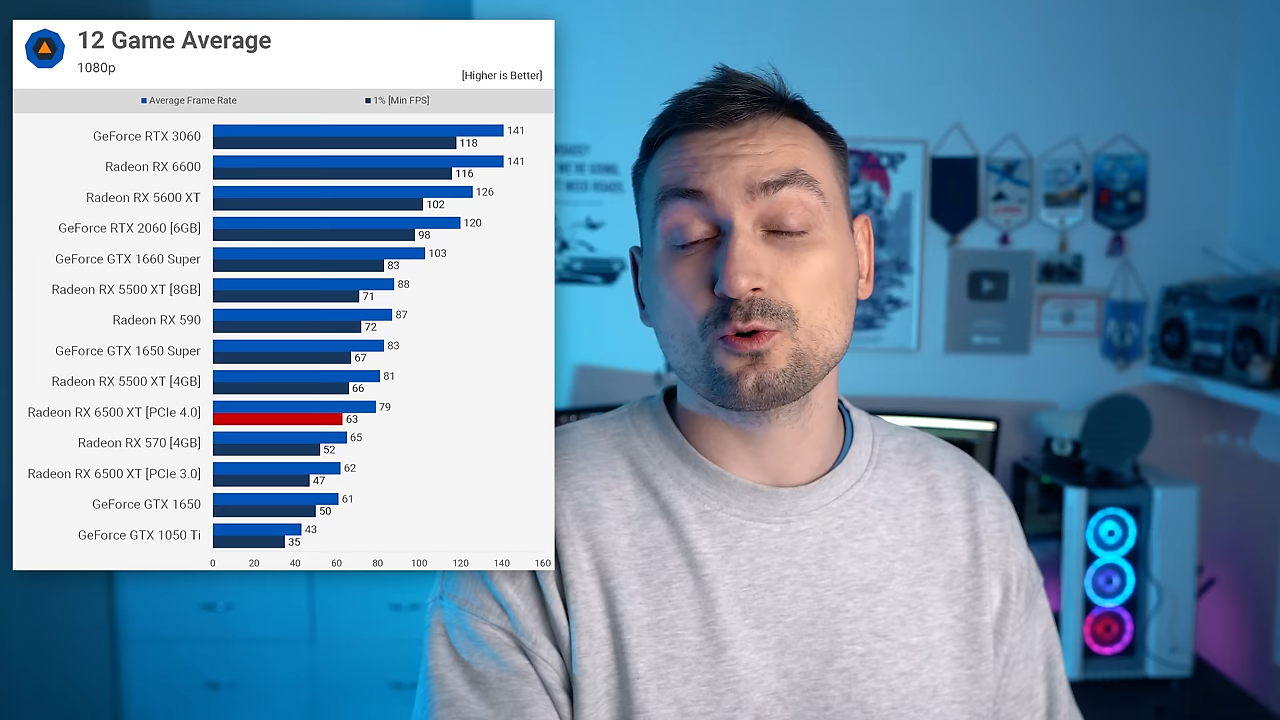 12 Game Average
1080p
[Higher is Better]
Average Frame Rate
1% [Min FPS]
GeForce RTX 3060 141
118
Radeon RX 6600 141
116
Radeon RX 5600 XT 126
102
GeForce RTX 2060 [6GB] 120
98
GeForce GTX 1660 Super 103
83
Radeon RX 5500 XT [8GB] 88
71
Radeon RX 590 87
72
GeForce GTX 1650 Super 83
67
Radeon RX 5500 XT [4GB] 81
66
Radeon RX 6500 XT [PCIe 4.0] 79
63
Radeon RX 570 [4GB] 65
52
Radeon RX 6500 XT [PCIe 3.0] 62
47
GeForce GTX 1650 61
50
GeForce GTX 1050 Ti 43
35
0 20 40 60 80 100 120 140 160
WE'RE GOING,
NEED ROADS.